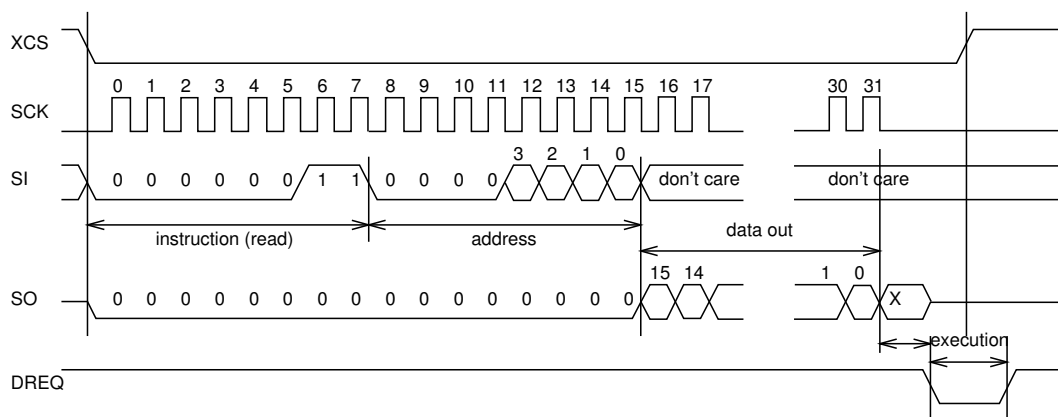 XCS
0 1 2 3 4 5 6 7 8 9 10 11 12 13 14 15 16 17 30 31
SCK
3 2 1 0
SI 0 0 0 0 0 0 1 1 0 0 0 0 don't care don't care
instruction (read) address data out
15 14 1 0
SO 0 0 0 0 0 0 0 0 0 0 0 0 0 0 0 0 X
execution
DREQ